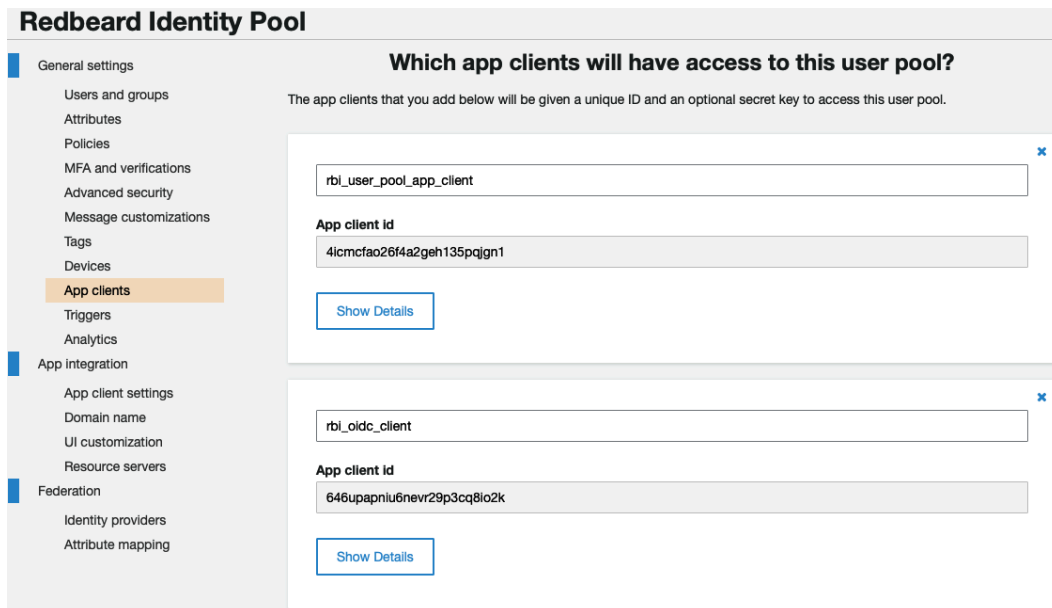 Redbeard Identity Pool
General settings
Users and groups
Attributes
Policies
MFA and verifications
Advanced security
Message customizations
Tags
Devices
App clients
Triggers
Analytics
App integration
App client settings
Domain name
UI customization
Resource servers
Federation
Identity providers
Attribute mapping
Which app clients will have access to this user pool?
The app clients that you add below will be given a unique ID and an optional secret key to access this user pool.
rbi_user_pool_app_client
App client id
4icmcfao26f4a2geh135pqjgn1
Show Details
rbi_oidc_client
App client id
646upapniu6nevr29p3cq8io2k
Show Details